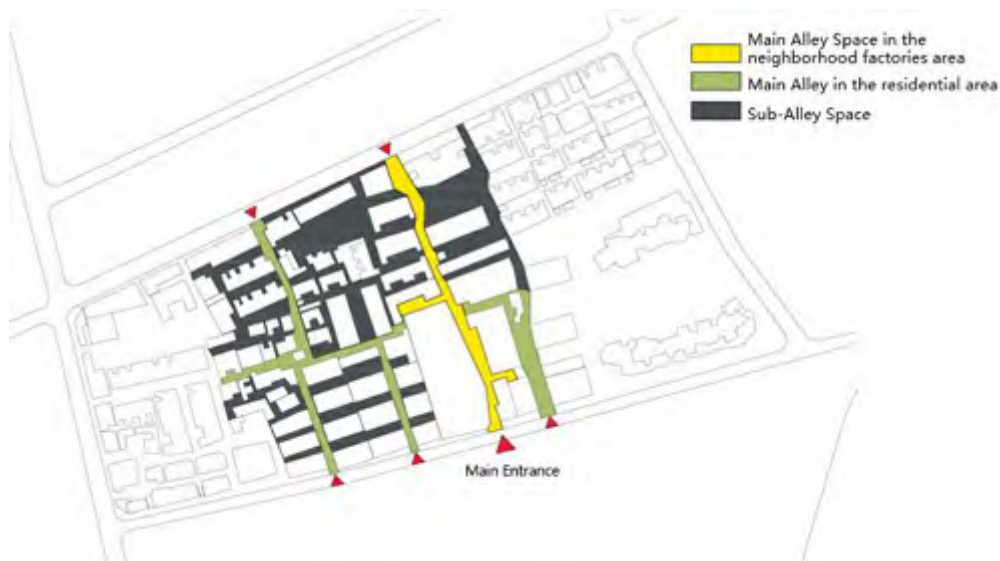 Main Alley Space in the
neighborhood factories area
Main Alley in the residential area
Sub-Alley Space
Main Entrance